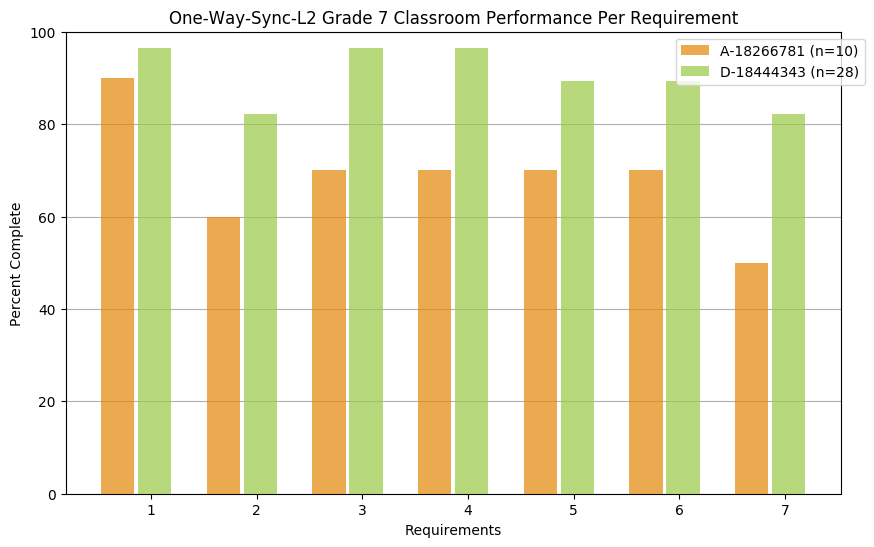 One-Way-Sync-L2 Grade 7 Classroom Performance Per Requirement
A-18266781 (n=10)
D-18444343 (n=28)
Percent Complete
100
80
60
40
20
0
1 2 3 4 5 6 7
Requirements